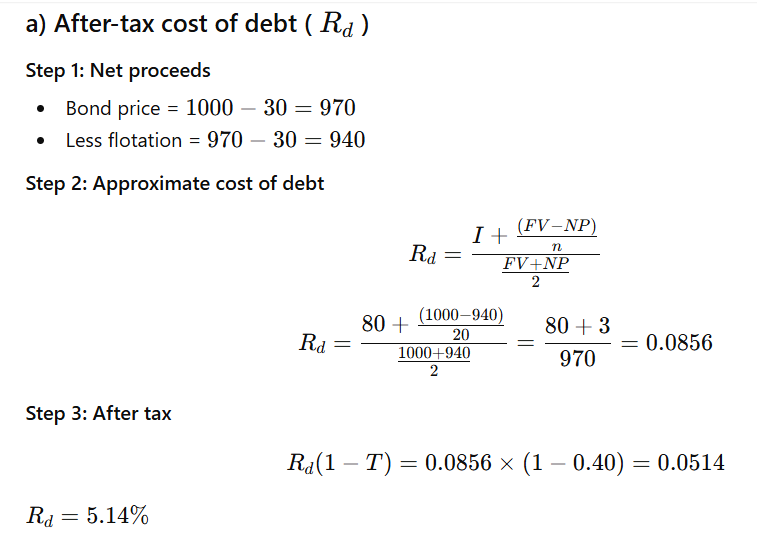 a) After-tax cost of debt ( R_d )
Step 1: Net proceeds
• Bond price = 1000 − 30 = 970
• Less flotation = 970 − 30 = 940
Step 2: Approximate cost of debt
R_d = \frac{I + \frac{(FV−NP)}{n}}{\frac{FV+NP}{2}}
R_d = \frac{80 + \frac{(1000−940)}{20}}{\frac{1000+940}{2}} = \frac{80 + 3}{970} = 0.0856
Step 3: After tax
R_d(1 − T) = 0.0856 × (1 − 0.40) = 0.0514
R_d = 5.14%